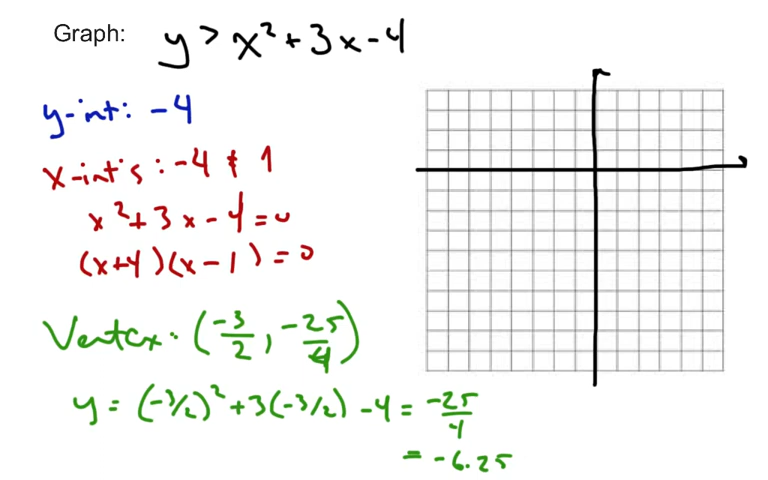 Graph: y > x² + 3x - 4
y-int: -4
x-int's: -4 & 1
x² + 3x - 4 = 0
(x+4)(x-1) = 0
Vertex: (-3/2, -25/4)
y = (-3/2)² + 3(-3/2) - 4 = -25/4
= -6.25